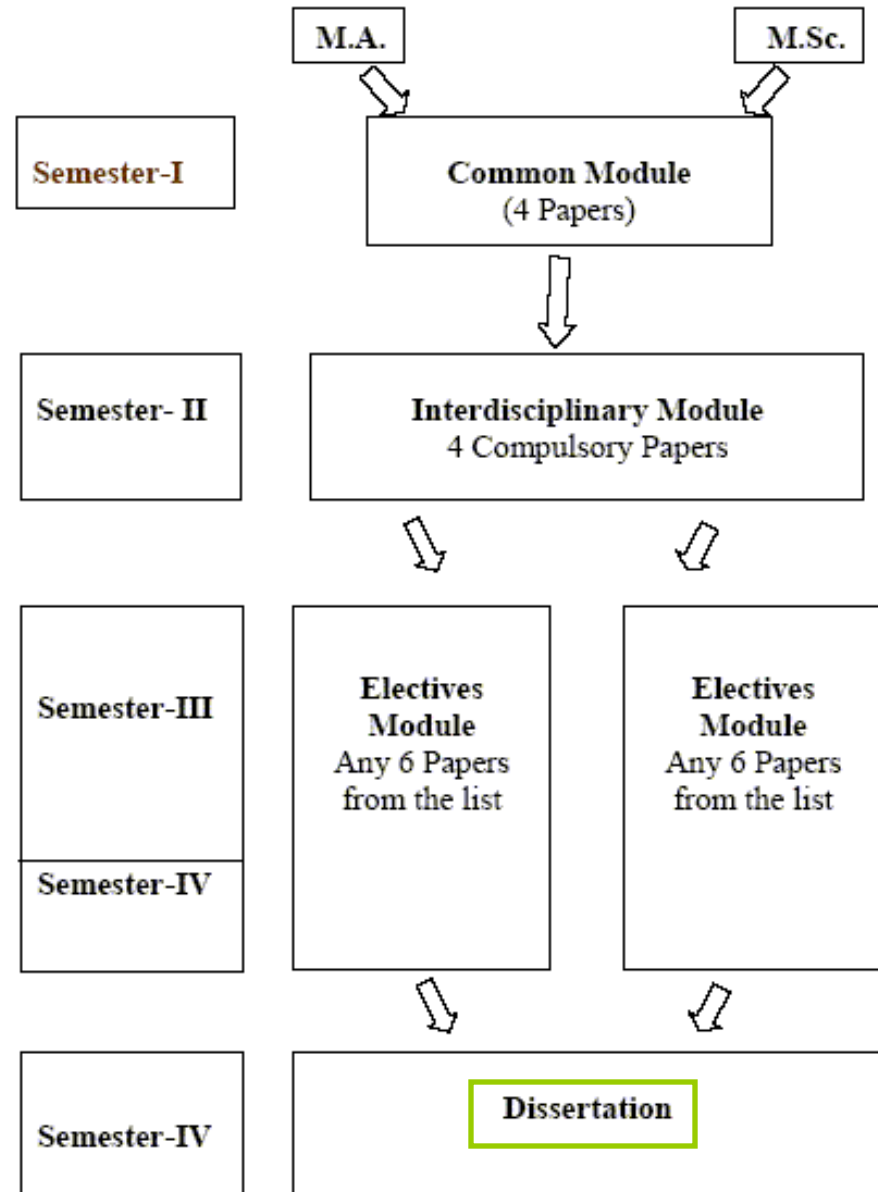 M.A.
M.Sc.
Semester-I
Common Module
(4 Papers)
Semester- II
Interdisciplinary Module
4 Compulsory Papers
Semester-III
Electives
Module
Any 6 Papers
from the list
Electives
Module
Any 6 Papers
from the list
Semester-IV
Semester-IV
Dissertation